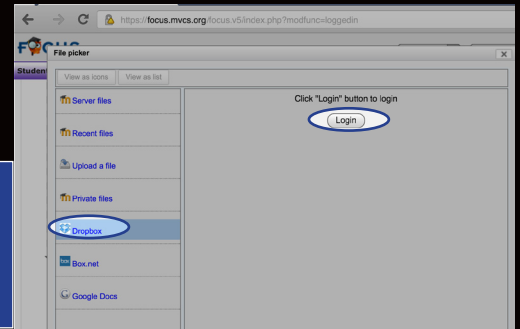 https://focus.mvcs.org/focus.v5/index.php?modfunc=loggedin
FOCUS
File picker
Student
View as icons View as list
Server files
Click "Login" button to login
Login
Recent files
Upload a file
Private files
Dropbox
Box.net
Google Docs